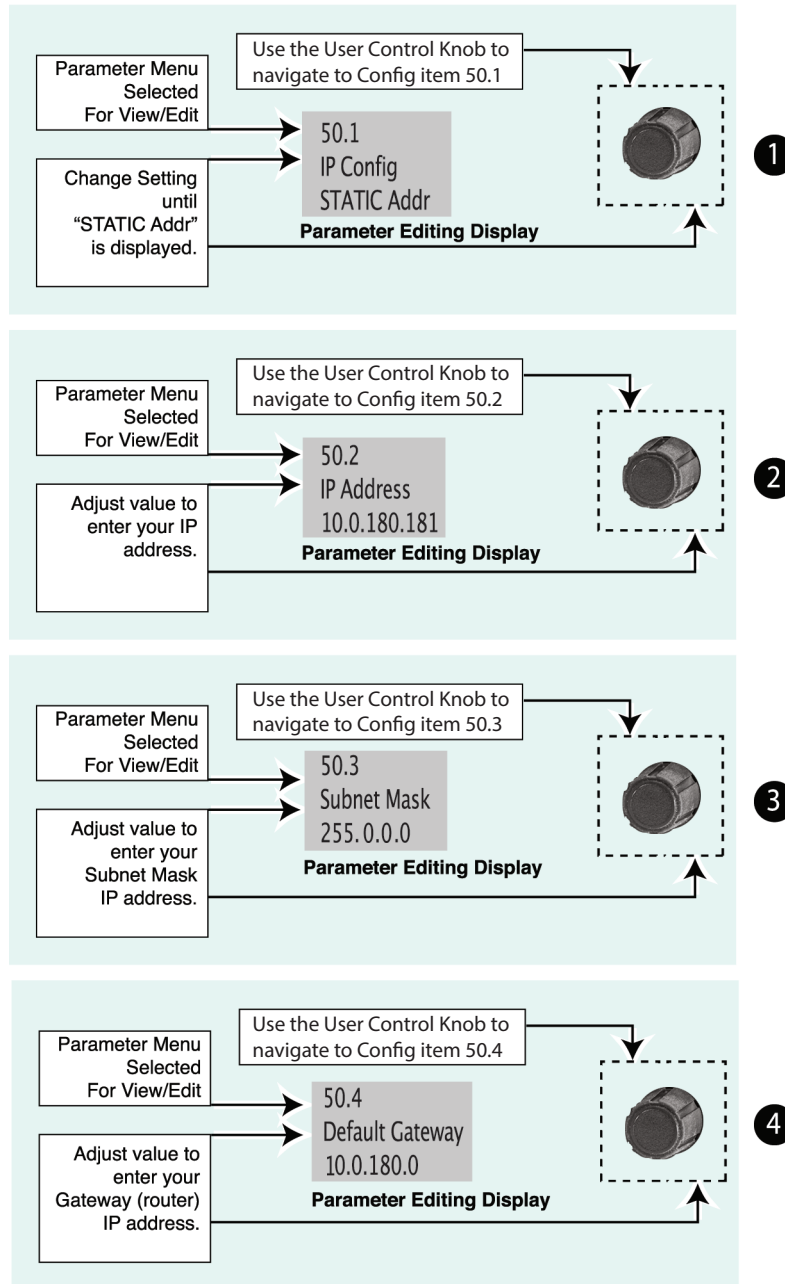 Use the User Control Knob to
navigate to Config item 50.1
Parameter Menu
Selected
For View/Edit
50.1
IP Config
STATIC Addr
Change Setting
until
“STATIC Addr”
is displayed.
Parameter Editing Display
1
Use the User Control Knob to
navigate to Config item 50.2
Parameter Menu
Selected
For View/Edit
50.2
IP Address
10.0.180.181
Adjust value to
enter your IP
address.
Parameter Editing Display
2
Use the User Control Knob to
navigate to Config item 50.3
Parameter Menu
Selected
For View/Edit
50.3
Subnet Mask
255.0.0.0
Adjust value to
enter your
Subnet Mask
IP address.
Parameter Editing Display
3
Use the User Control Knob to
navigate to Config item 50.4
Parameter Menu
Selected
For View/Edit
50.4
Default Gateway
10.0.180.0
Adjust value to
enter your
Gateway (router)
IP address.
Parameter Editing Display
4